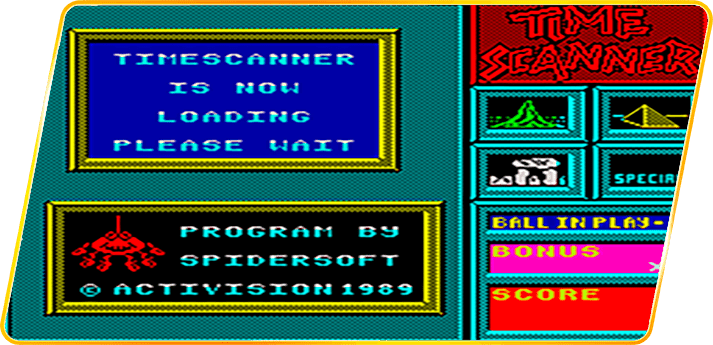 TIMESCANNER
IS NOW
LOADING
PLEASE WAIT
PROGRAM BY
SPIDERSOFT
© ACTIVISION 1989
TIME
SCANNER
SPECIA
BALL IN PLAY-
BONUS
X
SCORE